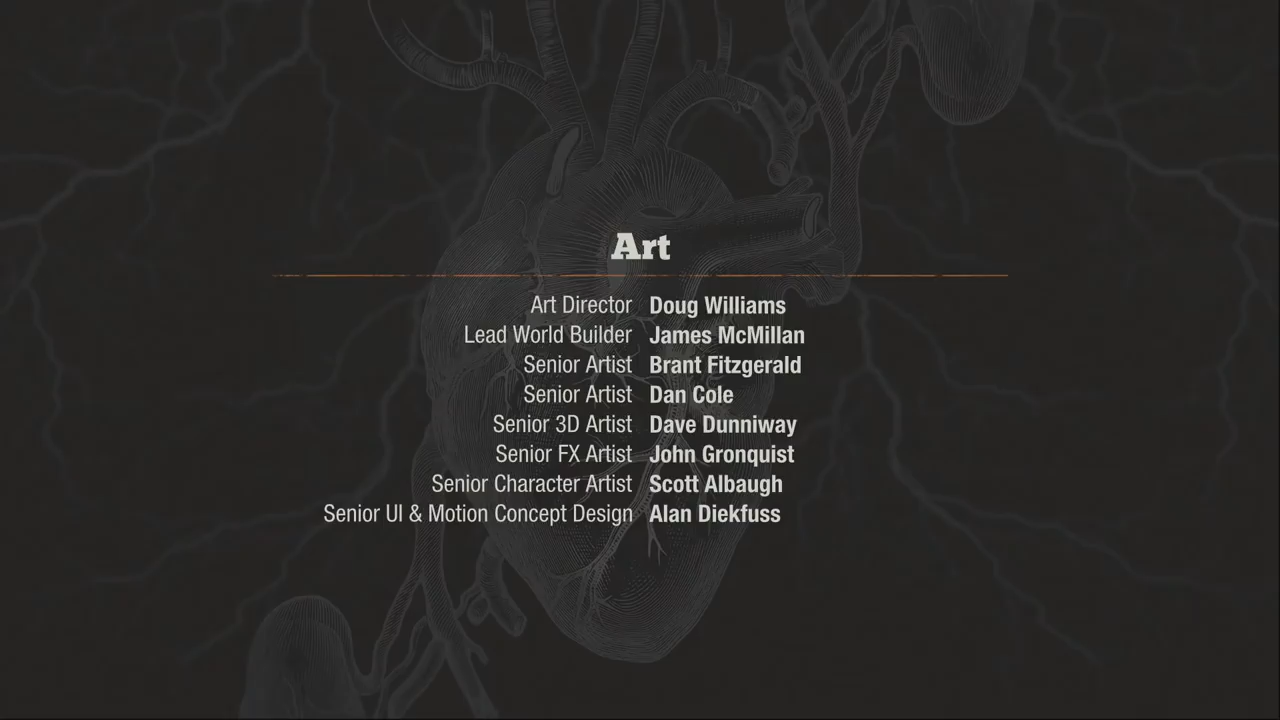 Art
Art Director Doug Williams
Lead World Builder James McMillan
Senior Artist Brant Fitzgerald
Senior Artist Dan Cole
Senior 3D Artist Dave Dunniway
Senior FX Artist John Gronquist
Senior Character Artist Scott Albaugh
Senior UI & Motion Concept Design Alan Diekfuss